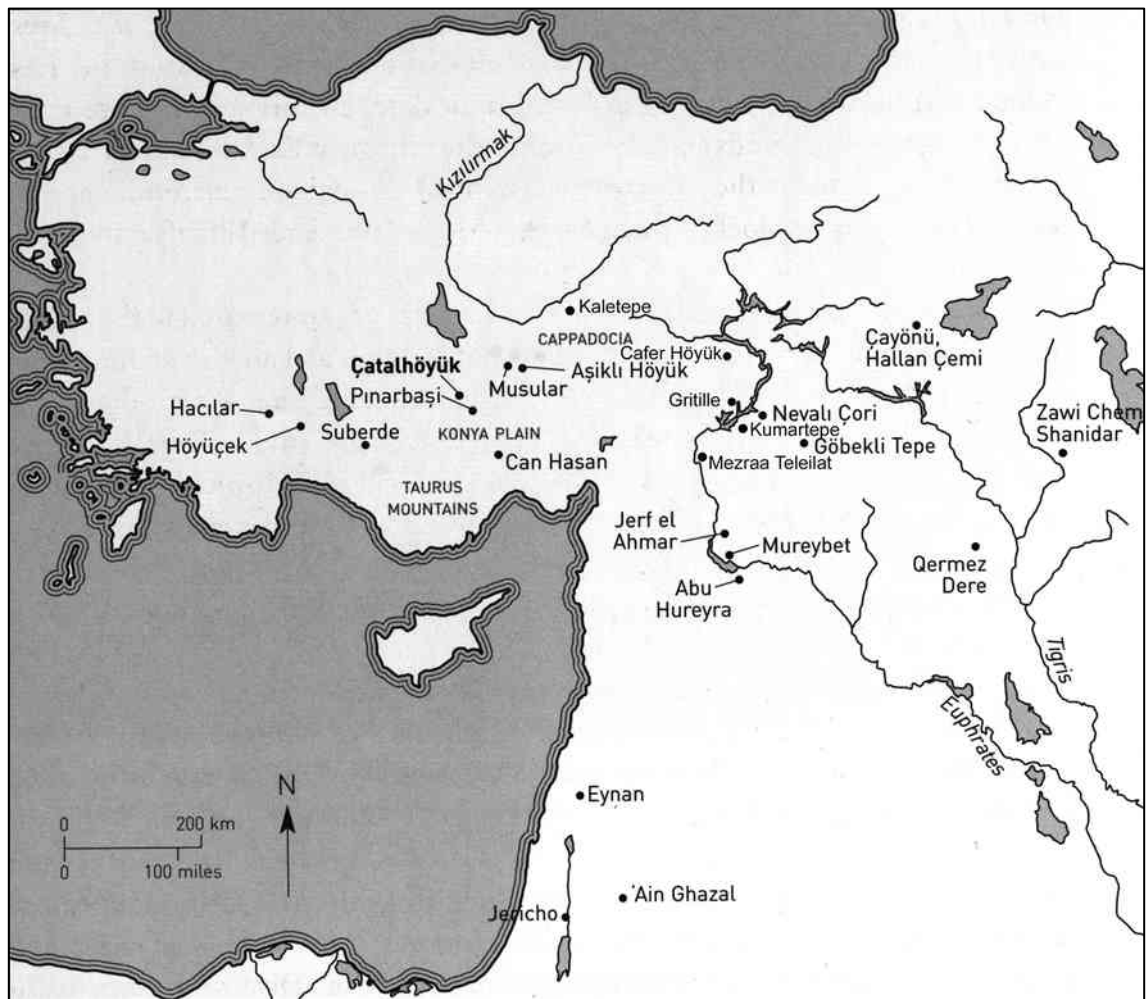 Kızılırmak
Kaletepe
CAPPADOCIA
Cafer Höyük
Çayönü,
Hallan Çemi
Çatalhöyük
Musular
Aşıklı Höyük
Pınarbaşi
Gritille
Nevalı Çori
Hacılar
Kumartepe
Zawi Chem
Shanidar
Höyüçek
Suberde
KONYA PLAIN
Göbekli Tepe
Can Hasan
Mezraa Teleilat
TAURUS
MOUNTAINS
Jerf el
Ahmar
Mureybet
Qermez
Dere
Abu
Hureyra
Tigris
Euphrates
N
Eynan
0 200 km
0
100 miles
'Ain Ghazal
Jericho